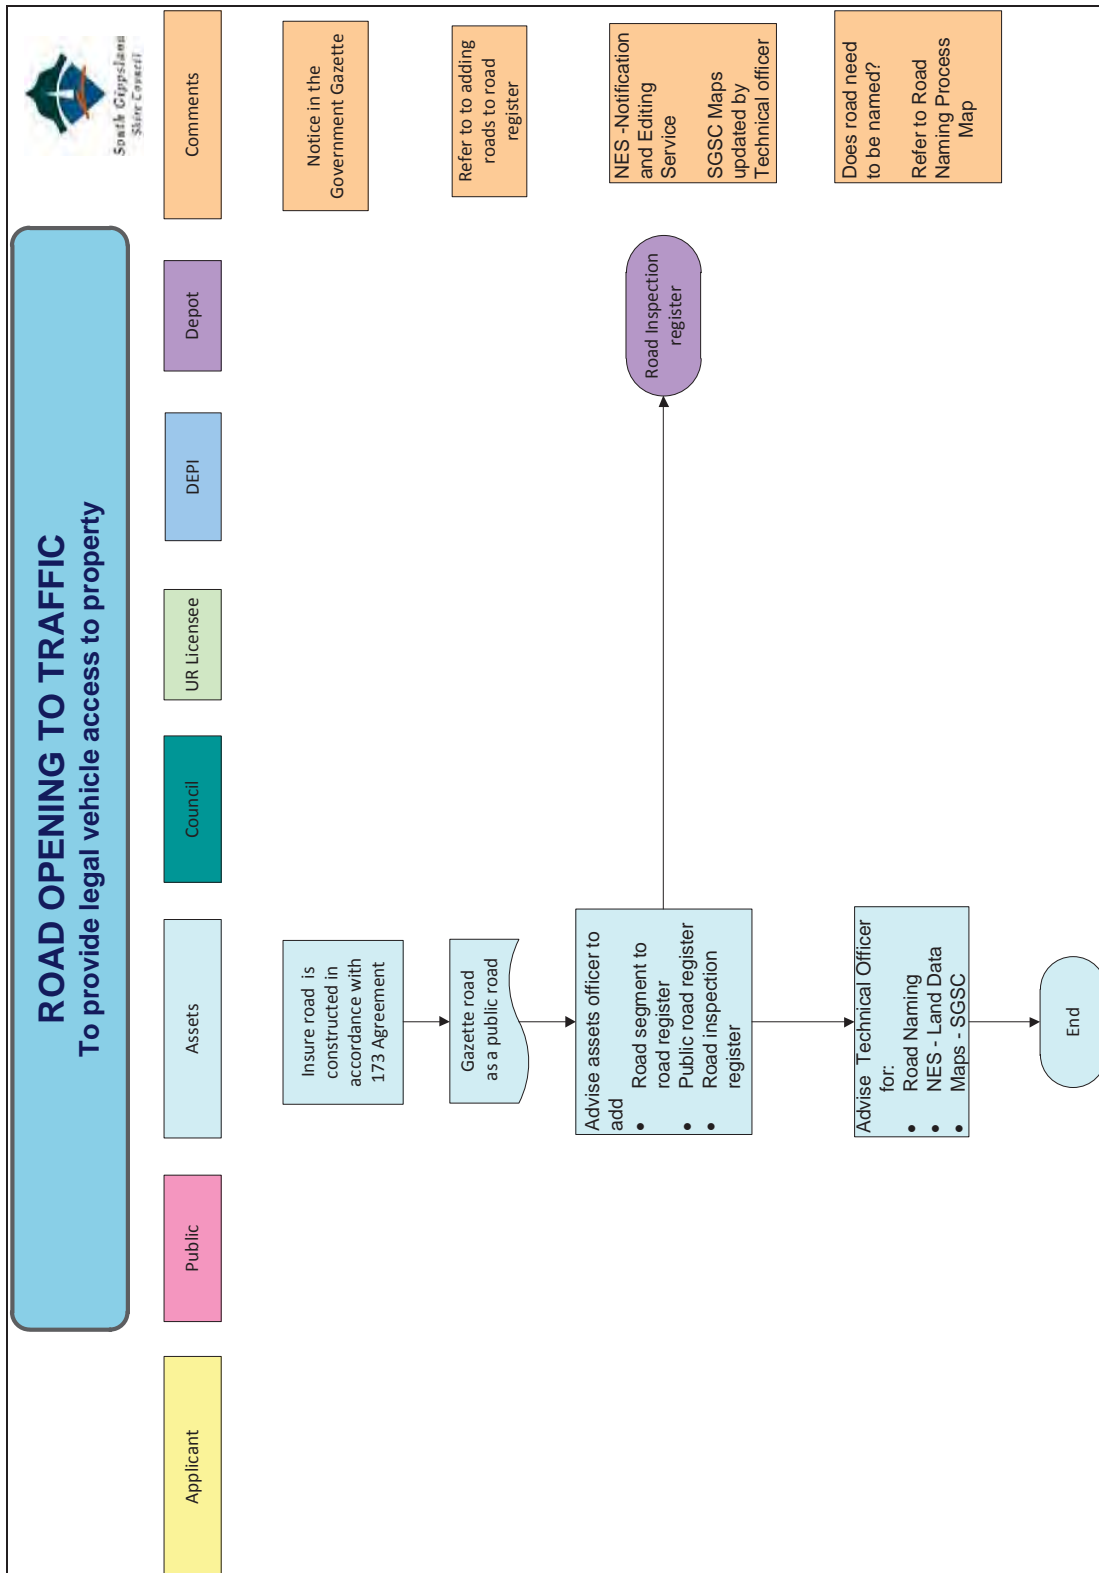 ROAD OPENING TO TRAFFIC
To provide legal vehicle access to property
South Gippsland
Shire Council
Applicant
Public
Assets
Council
UR Licensee
DEPI
Depot
Comments
Insure road is
constructed in
accordance with
173 Agreement
Notice in the
Government Gazette
Gazette road
as a public road
Refer to to adding
roads to road
register
Advise assets officer to
add
• Road segment to
road register
• Public road register
• Road inspection
register
Road Inspection
register
NES -Notification
and Editing
Service
SGSC Maps
updated by
Technical officer
Advise Technical Officer
for:
• Road Naming
• NES - Land Data
• Maps - SGSC
Does road need
to be named?
Refer to Road
Naming Process
Map
End